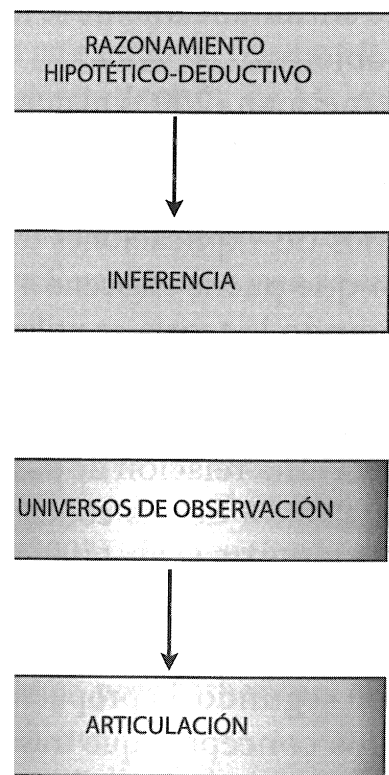 RAZONAMIENTO
HIPOTÉTICO-DEDUCTIVO
INFERENCIA
UNIVERSOS DE OBSERVACIÓN
ARTICULACIÓN